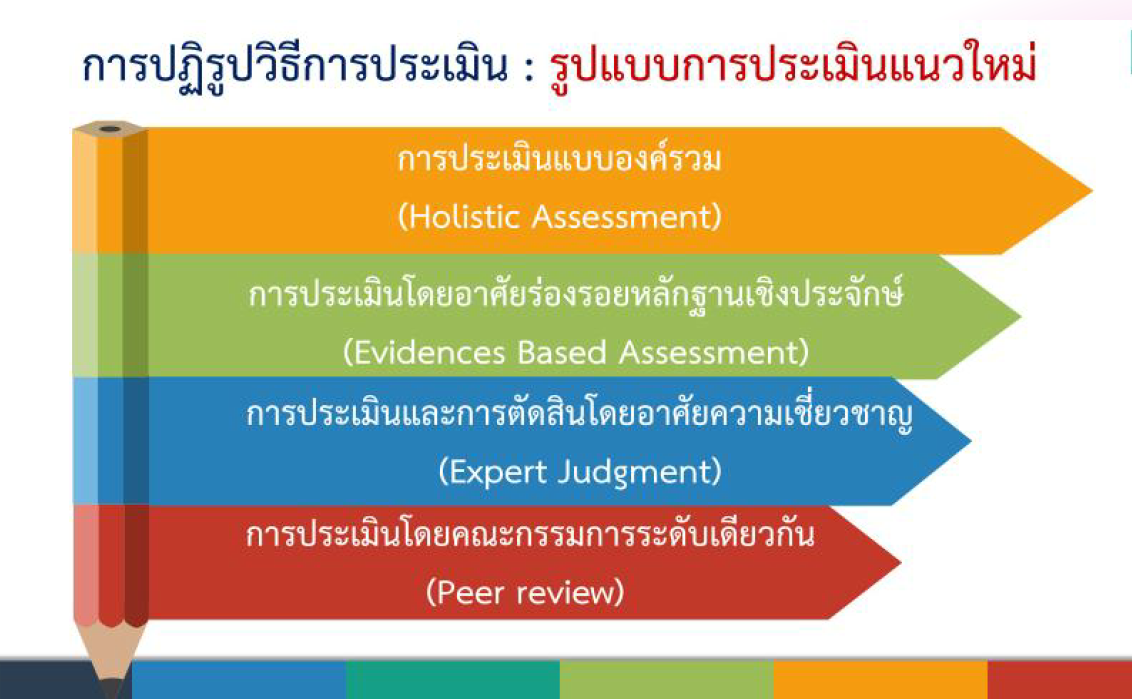 การปฏิรูปวิธีการประเมิน : รูปแบบการประเมินแนวใหม่
การประเมินแบบองค์รวม
(Holistic Assessment)
การประเมินโดยอาศัยร่องรอยหลักฐานเชิงประจักษ์
(Evidences Based Assessment)
การประเมินและการตัดสินโดยอาศัยความเชี่ยวชาญ
(Expert Judgment)
การประเมินโดยคณะกรรมการระดับเดียวกัน
(Peer review)